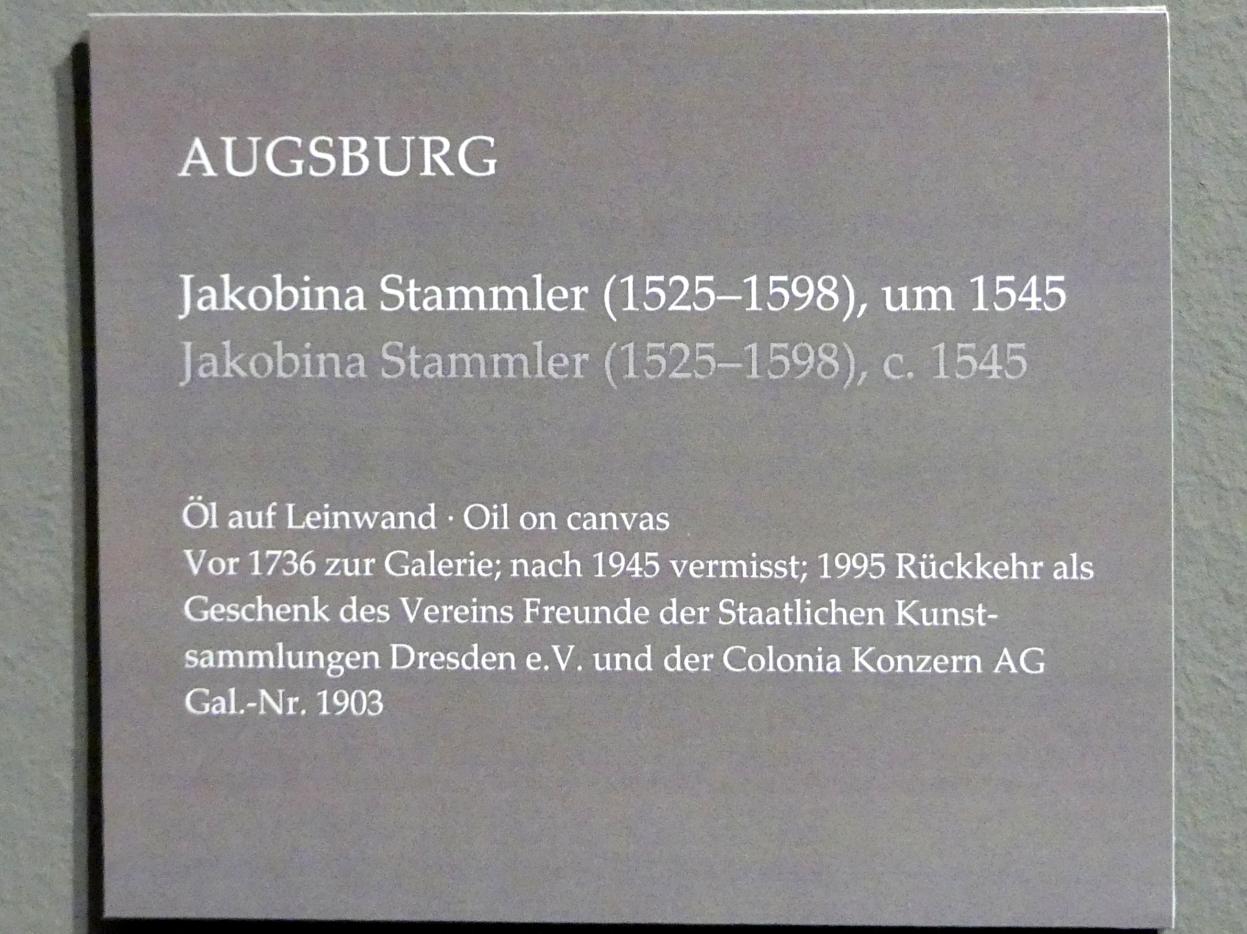 AUGSBURG
Jakobina Stammler (1525–1598), um 1545
Jakobina Stammler (1525–1598), c. 1545
Öl auf Leinwand · Oil on canvas
Vor 1736 zur Galerie; nach 1945 vermisst; 1995 Rückkehr als
Geschenk des Vereins Freunde der Staatlichen Kunst-
sammlungen Dresden e.V. und der Colonia Konzern AG
Gal.-Nr. 1903